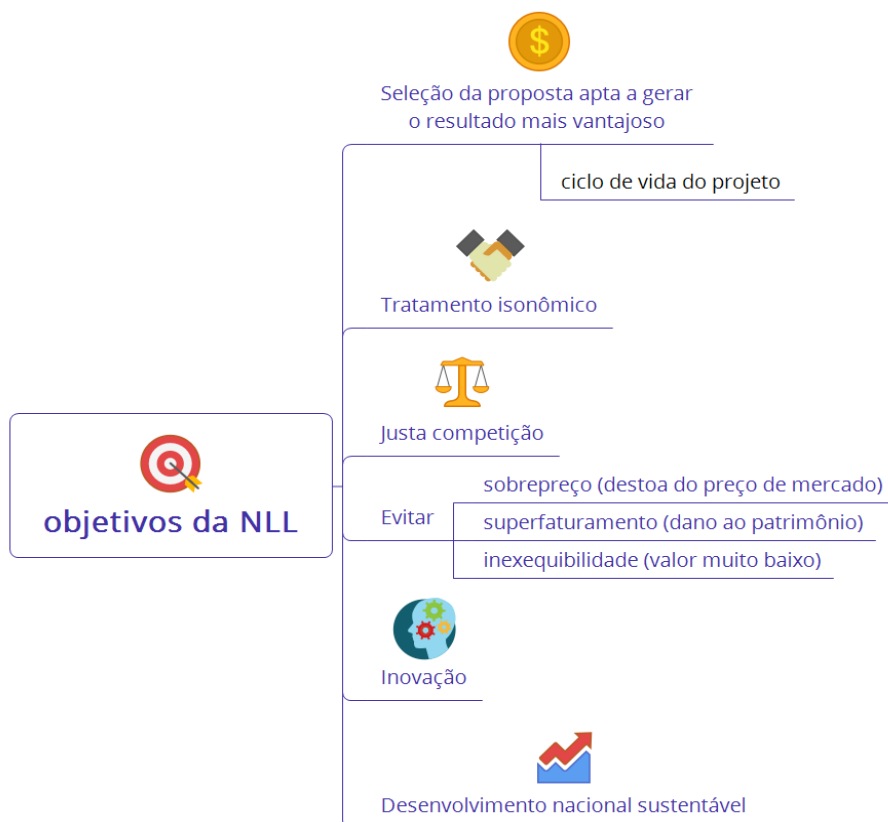 $
Seleção da proposta apta a gerar
o resultado mais vantajoso
ciclo de vida do projeto
Tratamento isonômico
Justa competição
objetivos da NLL
Evitar
sobrepreço (destoa do preço de mercado)
superfaturamento (dano ao patrimônio)
inexequibilidade (valor muito baixo)
Inovação
Desenvolvimento nacional sustentável